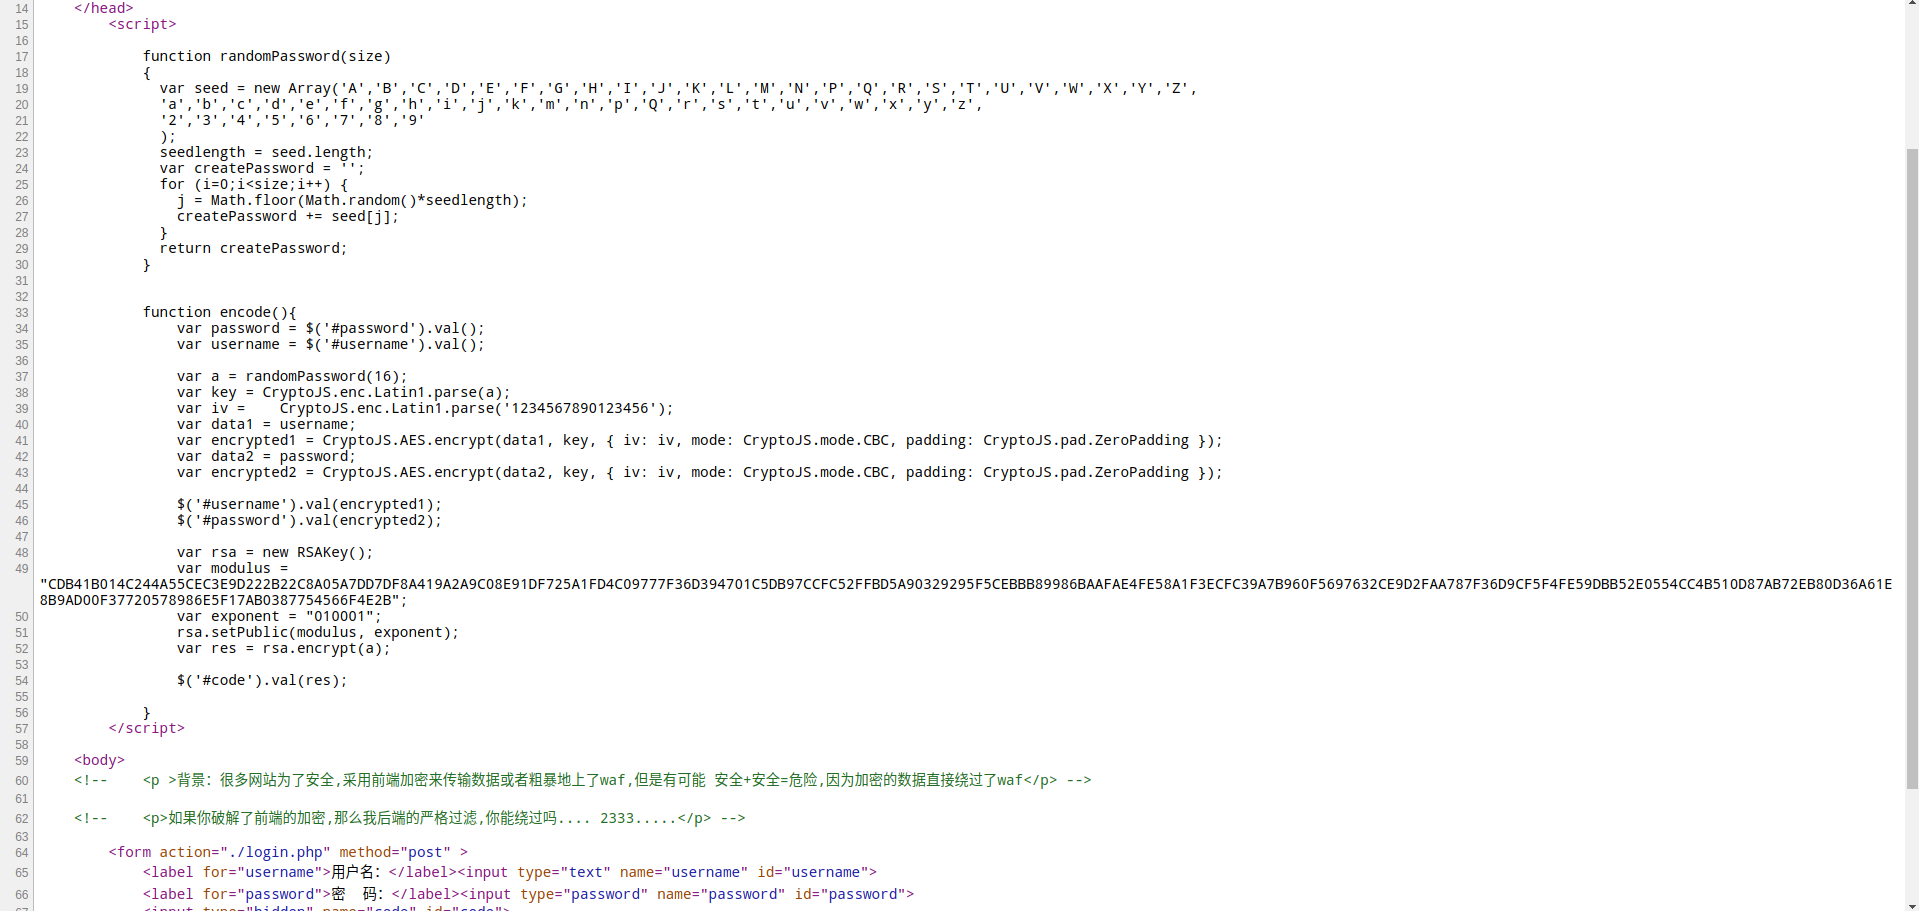 14 </head>
15 <script>
16
17 function randomPassword(size)
18 {
19 var seed = new Array('A','B','C','D','E','F','G','H','I','J','K','L','M','N','P','Q','R','S','T','U','V','W','X','Y','Z',
20 'a','b','c','d','e','f','g','h','i','j','k','m','n','p','Q','r','s','t','u','v','w','x','y','z',
21 '2','3','4','5','6','7','8','9'
22 );
23 seedlength = seed.length;
24 var createPassword = '';
25 for (i=0;i<size;i++) {
26 j = Math.floor(Math.random()*seedlength);
27 createPassword += seed[j];
28 }
29 return createPassword;
30 }
31
32
33 function encode(){
34 var password = $('#password').val();
35 var username = $('#username').val();
36
37 var a = randomPassword(16);
38 var key = CryptoJS.enc.Latin1.parse(a);
39 var iv = CryptoJS.enc.Latin1.parse('1234567890123456');
40 var data1 = username;
41 var encrypted1 = CryptoJS.AES.encrypt(data1, key, { iv: iv, mode: CryptoJS.mode.CBC, padding: CryptoJS.pad.ZeroPadding });
42 var data2 = password;
43 var encrypted2 = CryptoJS.AES.encrypt(data2, key, { iv: iv, mode: CryptoJS.mode.CBC, padding: CryptoJS.pad.ZeroPadding });
44
45 $('#username').val(encrypted1);
46 $('#password').val(encrypted2);
47
48 var rsa = new RSAKey();
49 var modulus =
"CDB41B014C244A55CEC3E9D222B22C8A05A7DD7DF8A419A2A9C08E91DF725A1FD4C09777F36D394701C5DB97CCFC52FFBD5A90329295F5CEBBB89986BAAFAE4FE58A1F3ECFC39A7B960F5697632CE9D2FAA787F36D9CF5F4FE59DBB52E0554CC4B510D87AB72EB80D36A61E
8B9AD00F37720578986E5F17AB0387754566F4E2B";
50 var exponent = "010001";
51 rsa.setPublic(modulus, exponent);
52 var res = rsa.encrypt(a);
53
54 $('#code').val(res);
55
56 }
57 </script>
58
59 <body>
60 <!-- <p >背景：很多网站为了安全,采用前端加密来传输数据或者粗暴地上了waf,但是有可能 安全+安全=危险,因为加密的数据直接绕过了waf</p> -->
61
62 <!-- <p>如果你破解了前端的加密,那么我后端的严格过滤,你能绕过吗.... 2333.....</p> -->
63
64 <form action="./login.php" method="post" >
65 <label for="username">用户名：</label><input type="text" name="username" id="username">
66 <label for="password">密 码：</label><input type="password" name="password" id="password">
67 <input type="hidden" name="code" id="code">